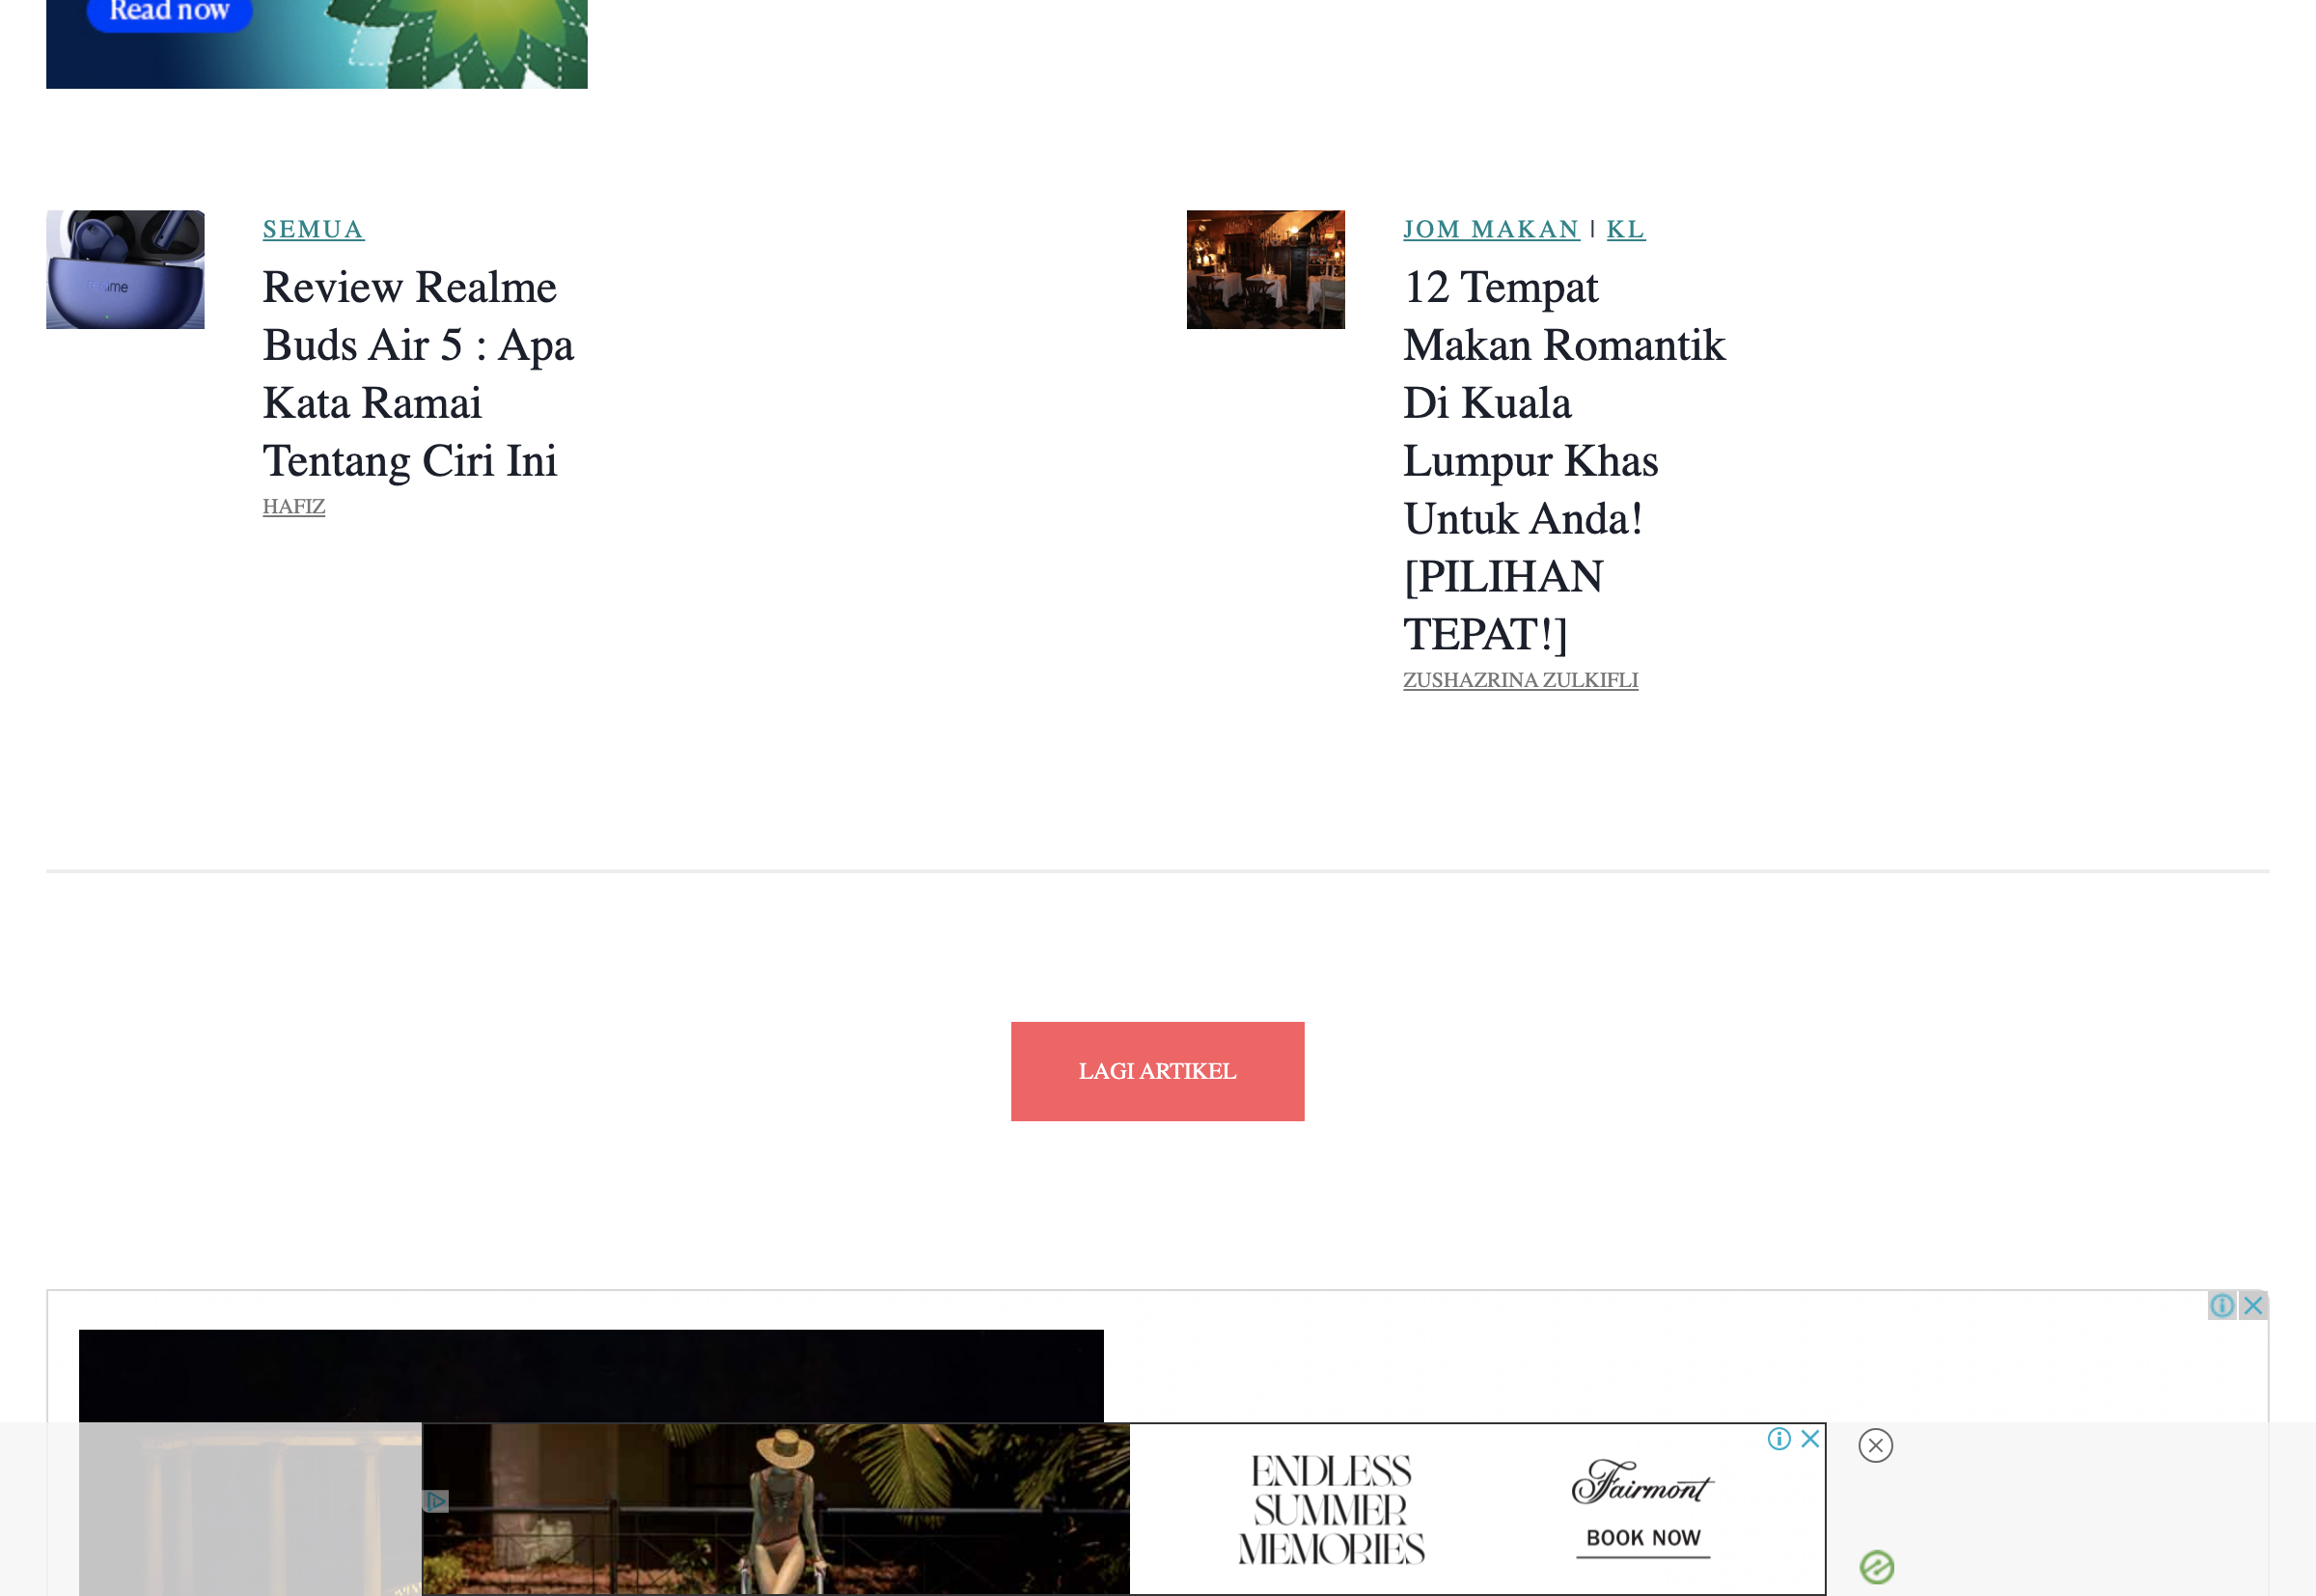 Read now
SEMUA
Review Realme
Buds Air 5 : Apa
Kata Ramai
Tentang Ciri Ini
HAFIZ
JOM MAKAN | KL
12 Tempat
Makan Romantik
Di Kuala
Lumpur Khas
Untuk Anda!
[PILIHAN
TEPAT!]
ZUSHAZRINA ZULKIFLI
LAGI ARTIKEL
ENDLESS
SUMMER
MEMORIES
Fairmont
BOOK NOW